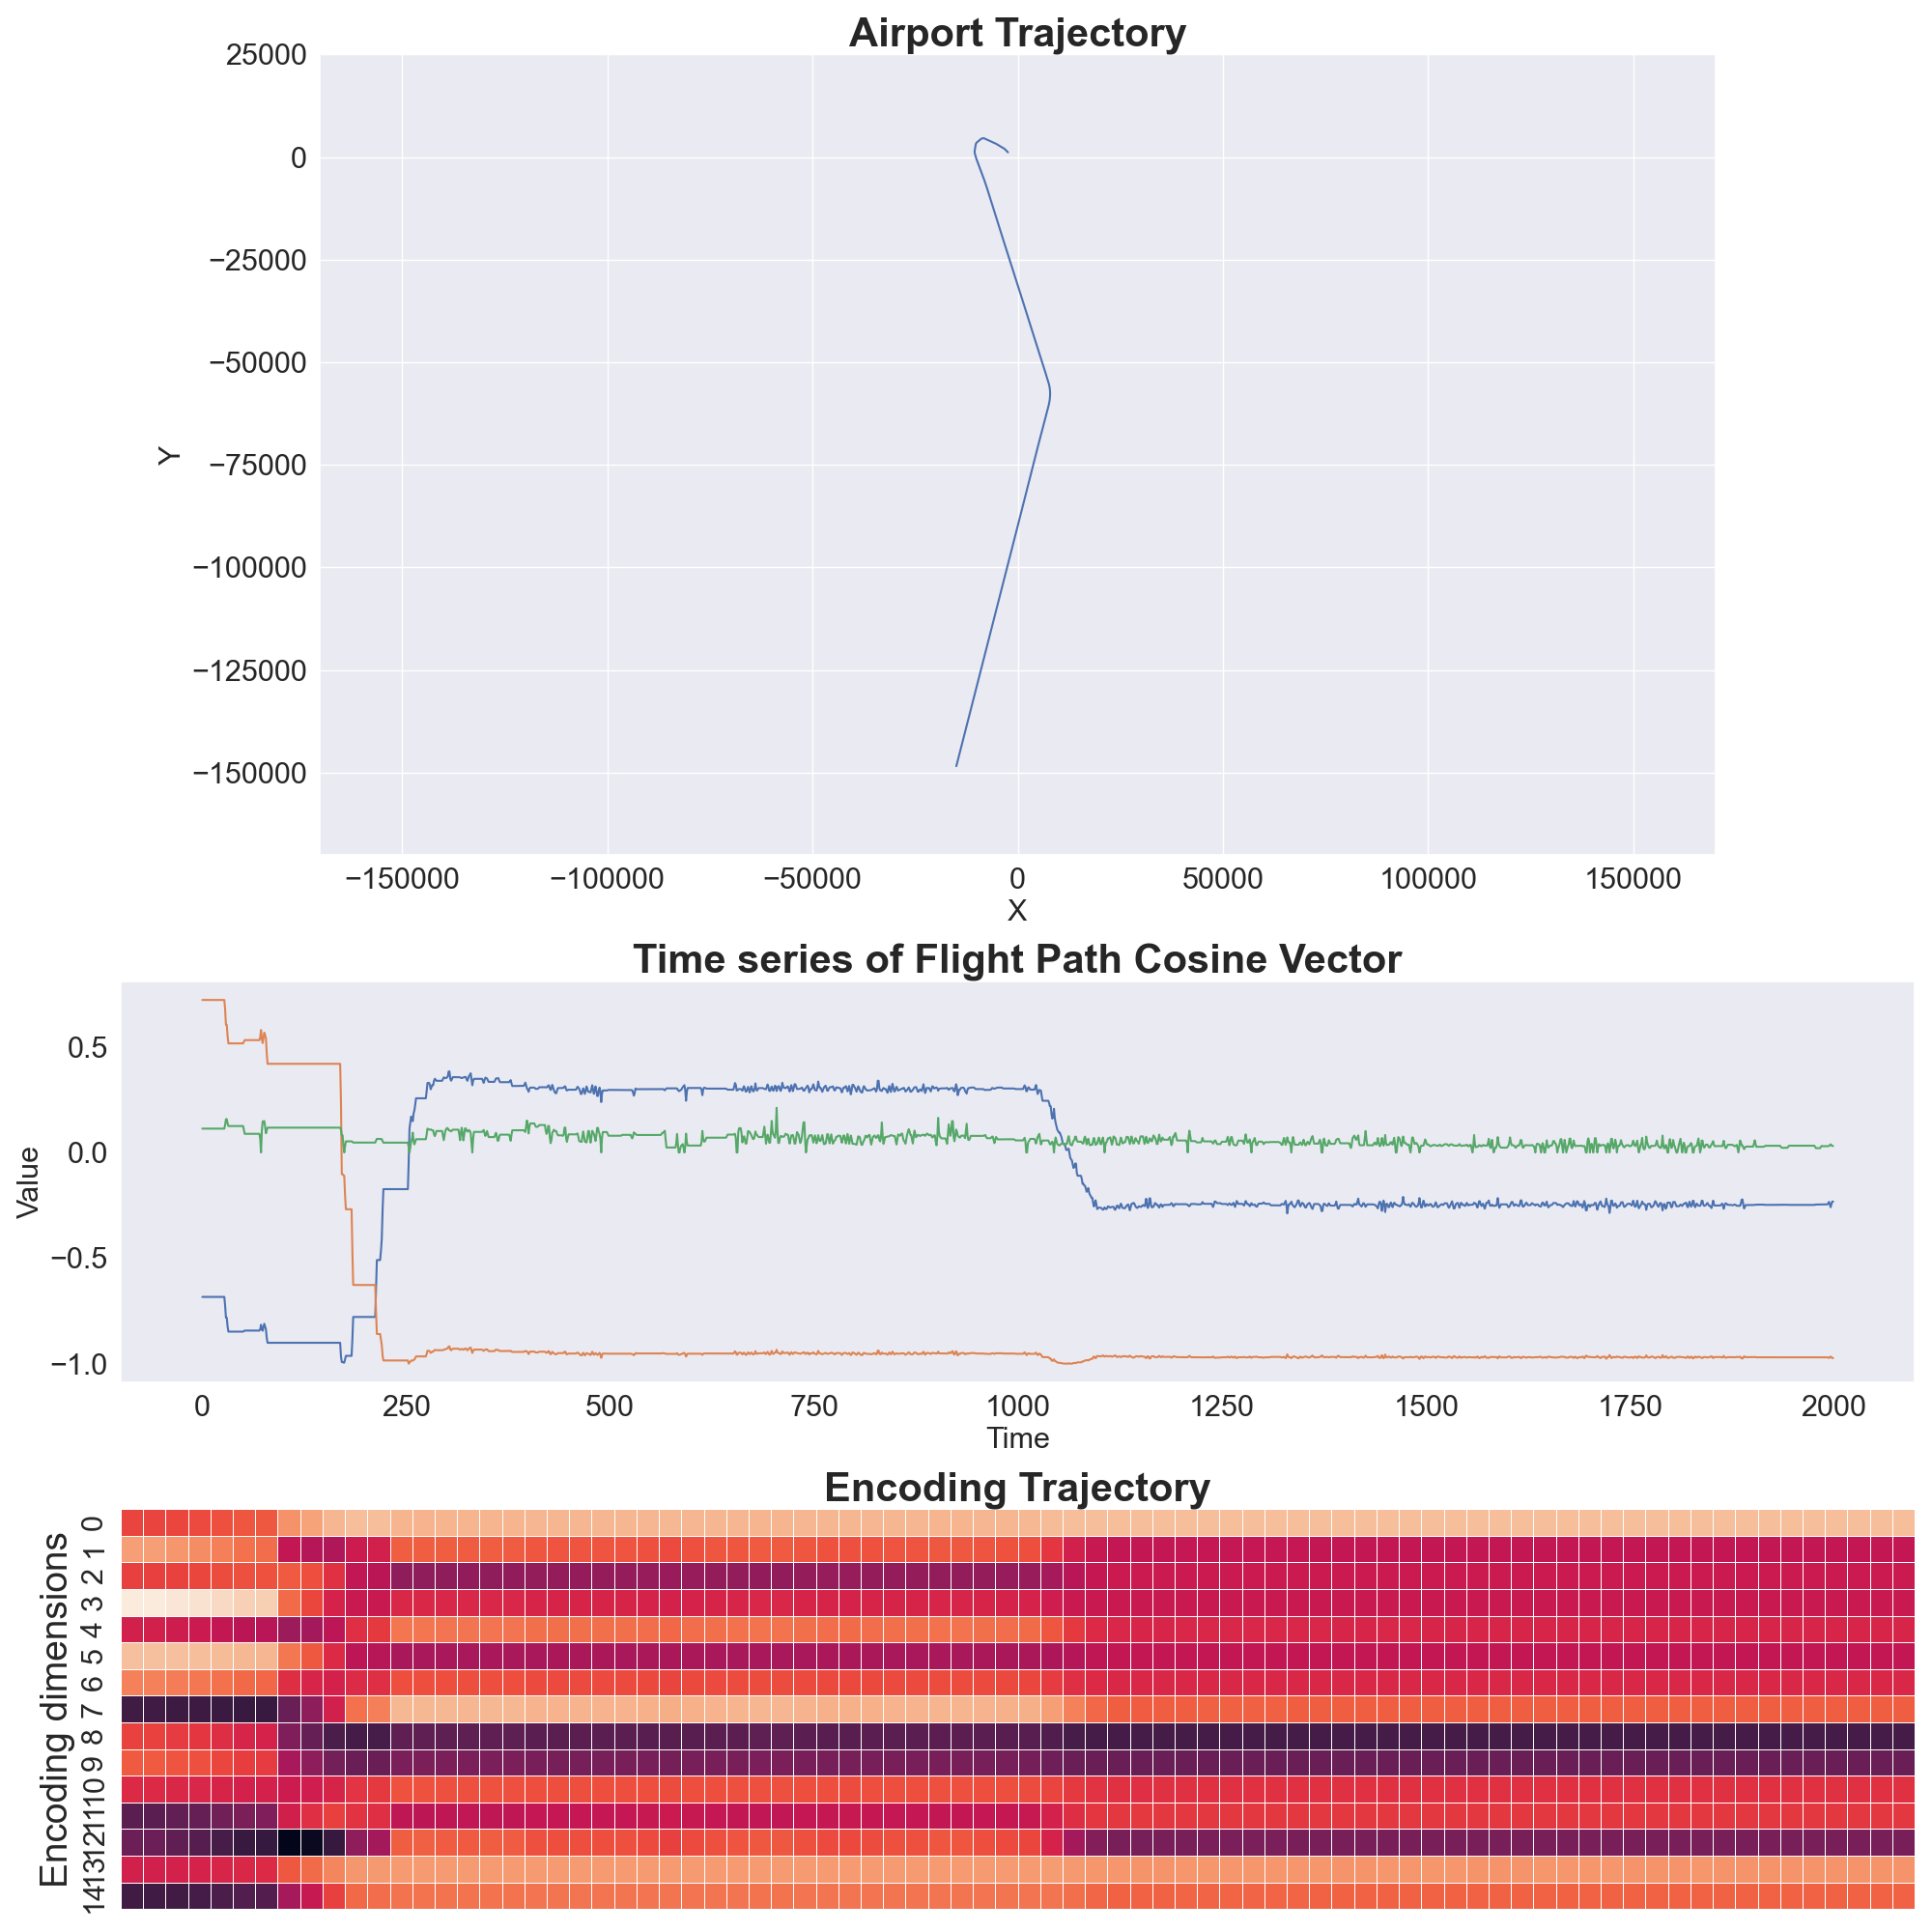 Airport Trajectory
25000
0
−25000
−50000
−75000
−100000
−125000
−150000
Y
−150000 −100000 −50000 0 50000 100000 150000
X
Time series of Flight Path Cosine Vector
0.5
0.0
−0.5
−1.0
Value
0 250 500 750 1000 1250 1500 1750 2000
Time
Encoding Trajectory
Encoding dimensions
0
1
2
3
4
5
6
7
8
9
10
11
12
13
14